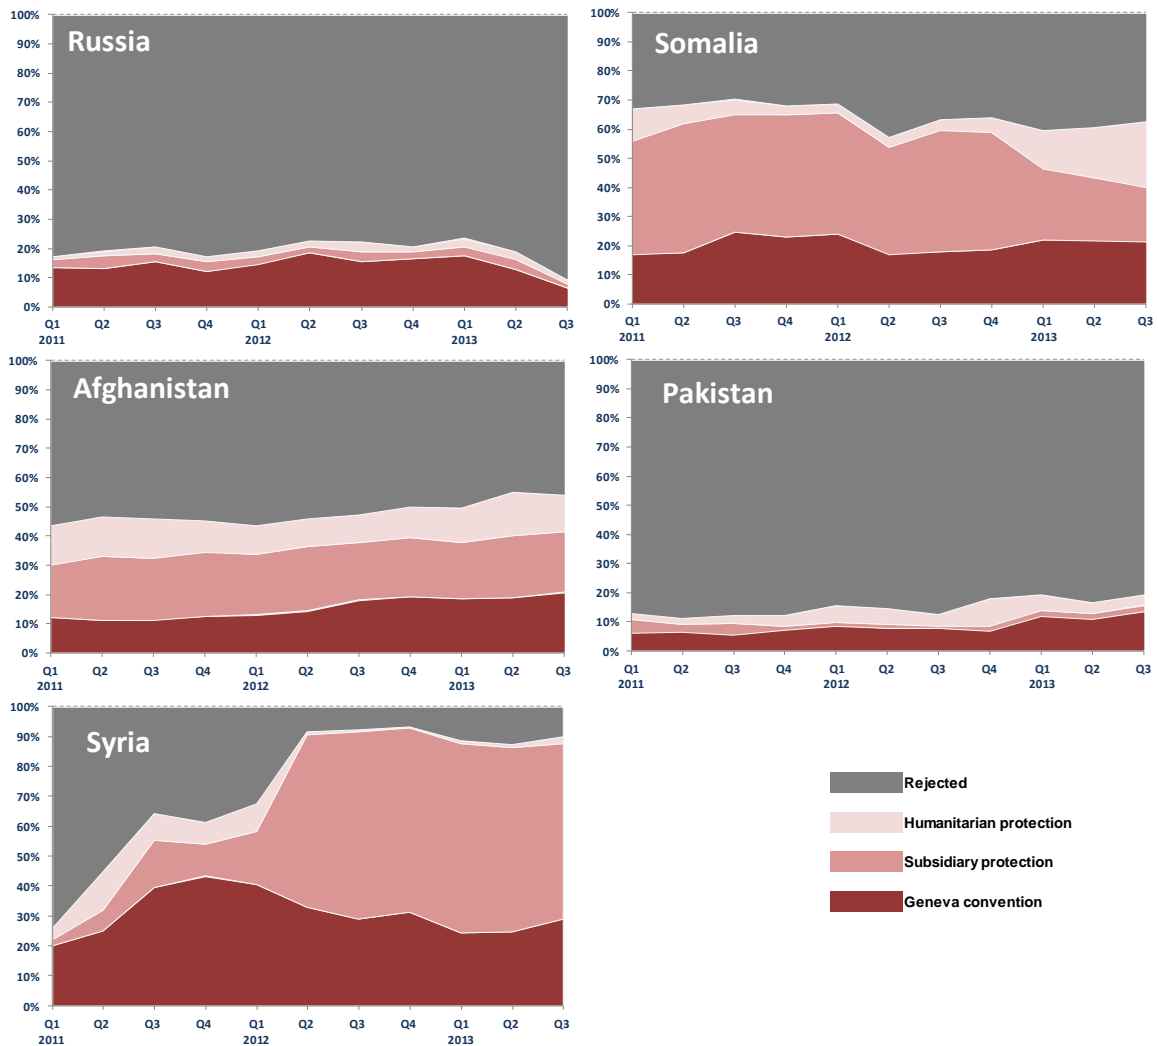 Russia
100%
90%
80%
70%
60%
50%
40%
30%
20%
10%
0%
Q1 Q2 Q3 Q4 Q1 Q2 Q3 Q4 Q1 Q2 Q3
2011 2012 2013
Somalia
100%
90%
80%
70%
60%
50%
40%
30%
20%
10%
0%
Q1 Q2 Q3 Q4 Q1 Q2 Q3 Q4 Q1 Q2 Q3
2011 2012 2013
Afghanistan
100%
90%
80%
70%
60%
50%
40%
30%
20%
10%
0%
Q1 Q2 Q3 Q4 Q1 Q2 Q3 Q4 Q1 Q2 Q3
2011 2012 2013
Pakistan
100%
90%
80%
70%
60%
50%
40%
30%
20%
10%
0%
Q1 Q2 Q3 Q4 Q1 Q2 Q3 Q4 Q1 Q2 Q3
2011 2012 2013
Syria
100%
90%
80%
70%
60%
50%
40%
30%
20%
10%
0%
Q1 Q2 Q3 Q4 Q1 Q2 Q3 Q4 Q1 Q2 Q3
2011 2012 2013
Rejected
Humanitarian protection
Subsidiary protection
Geneva convention